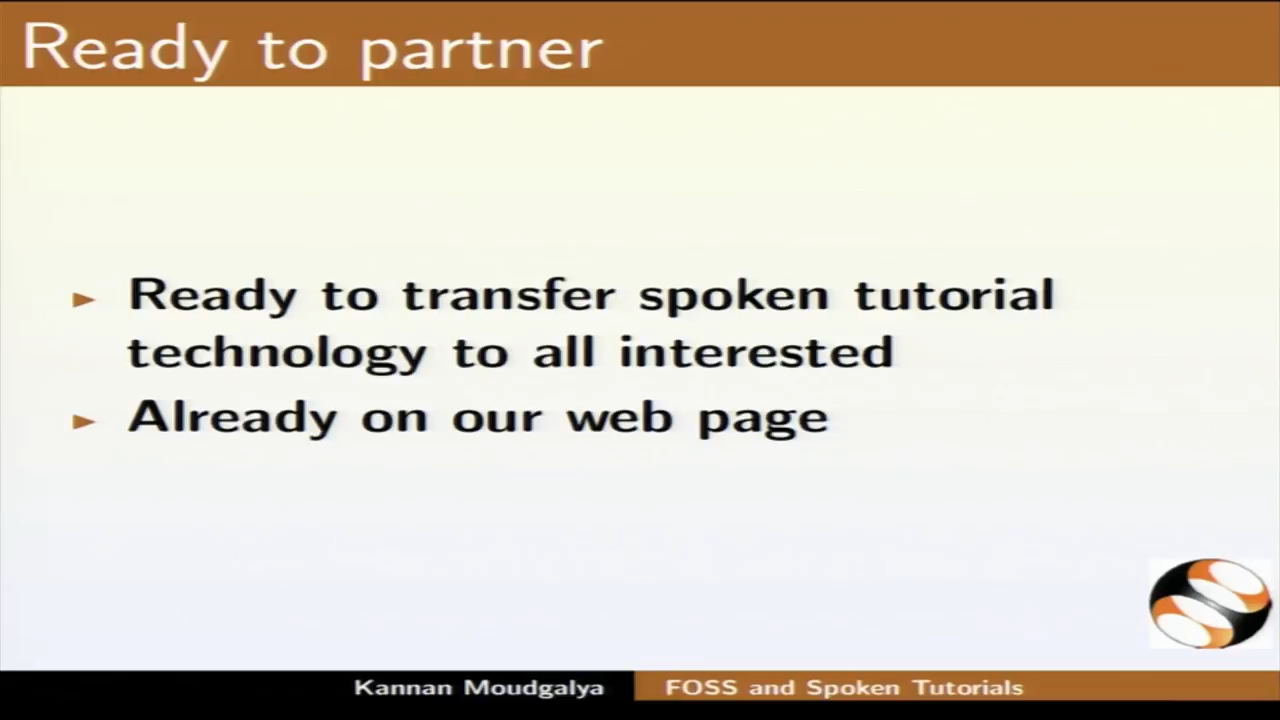 Ready to partner
Ready to transfer spoken tutorial
technology to all interested
Already on our web page
Kannan Moudgalya
FOSS and Spoken Tutorials